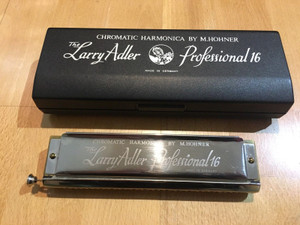 CHROMATIC HARMONICA BY M.HOHNER
The Larry Adler Professional 16
MADE IN GERMANY
CHROMATIC HARMONICA BY M.HOHNER
The Larry Adler Professional 16